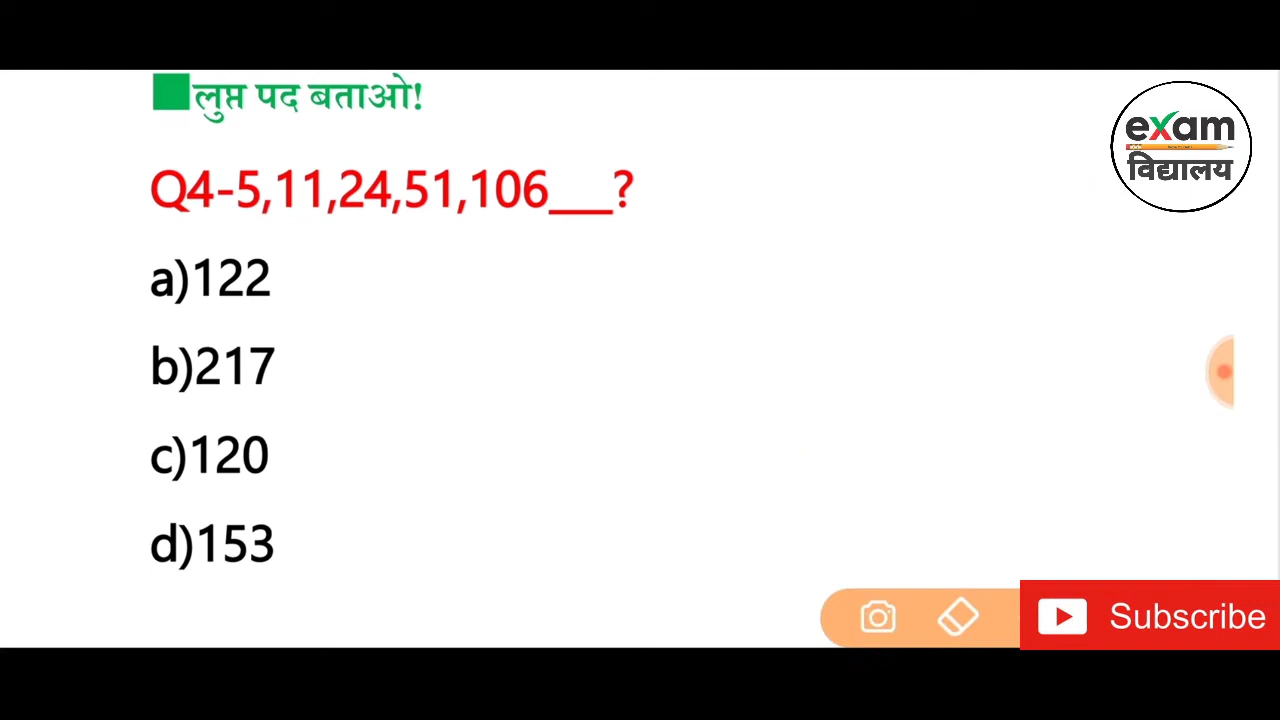 लुप्त पद बताओ!
exam
विद्यालय
Q4-5,11,24,51,106___?
a)122
b)217
c)120
d)153
Subscribe